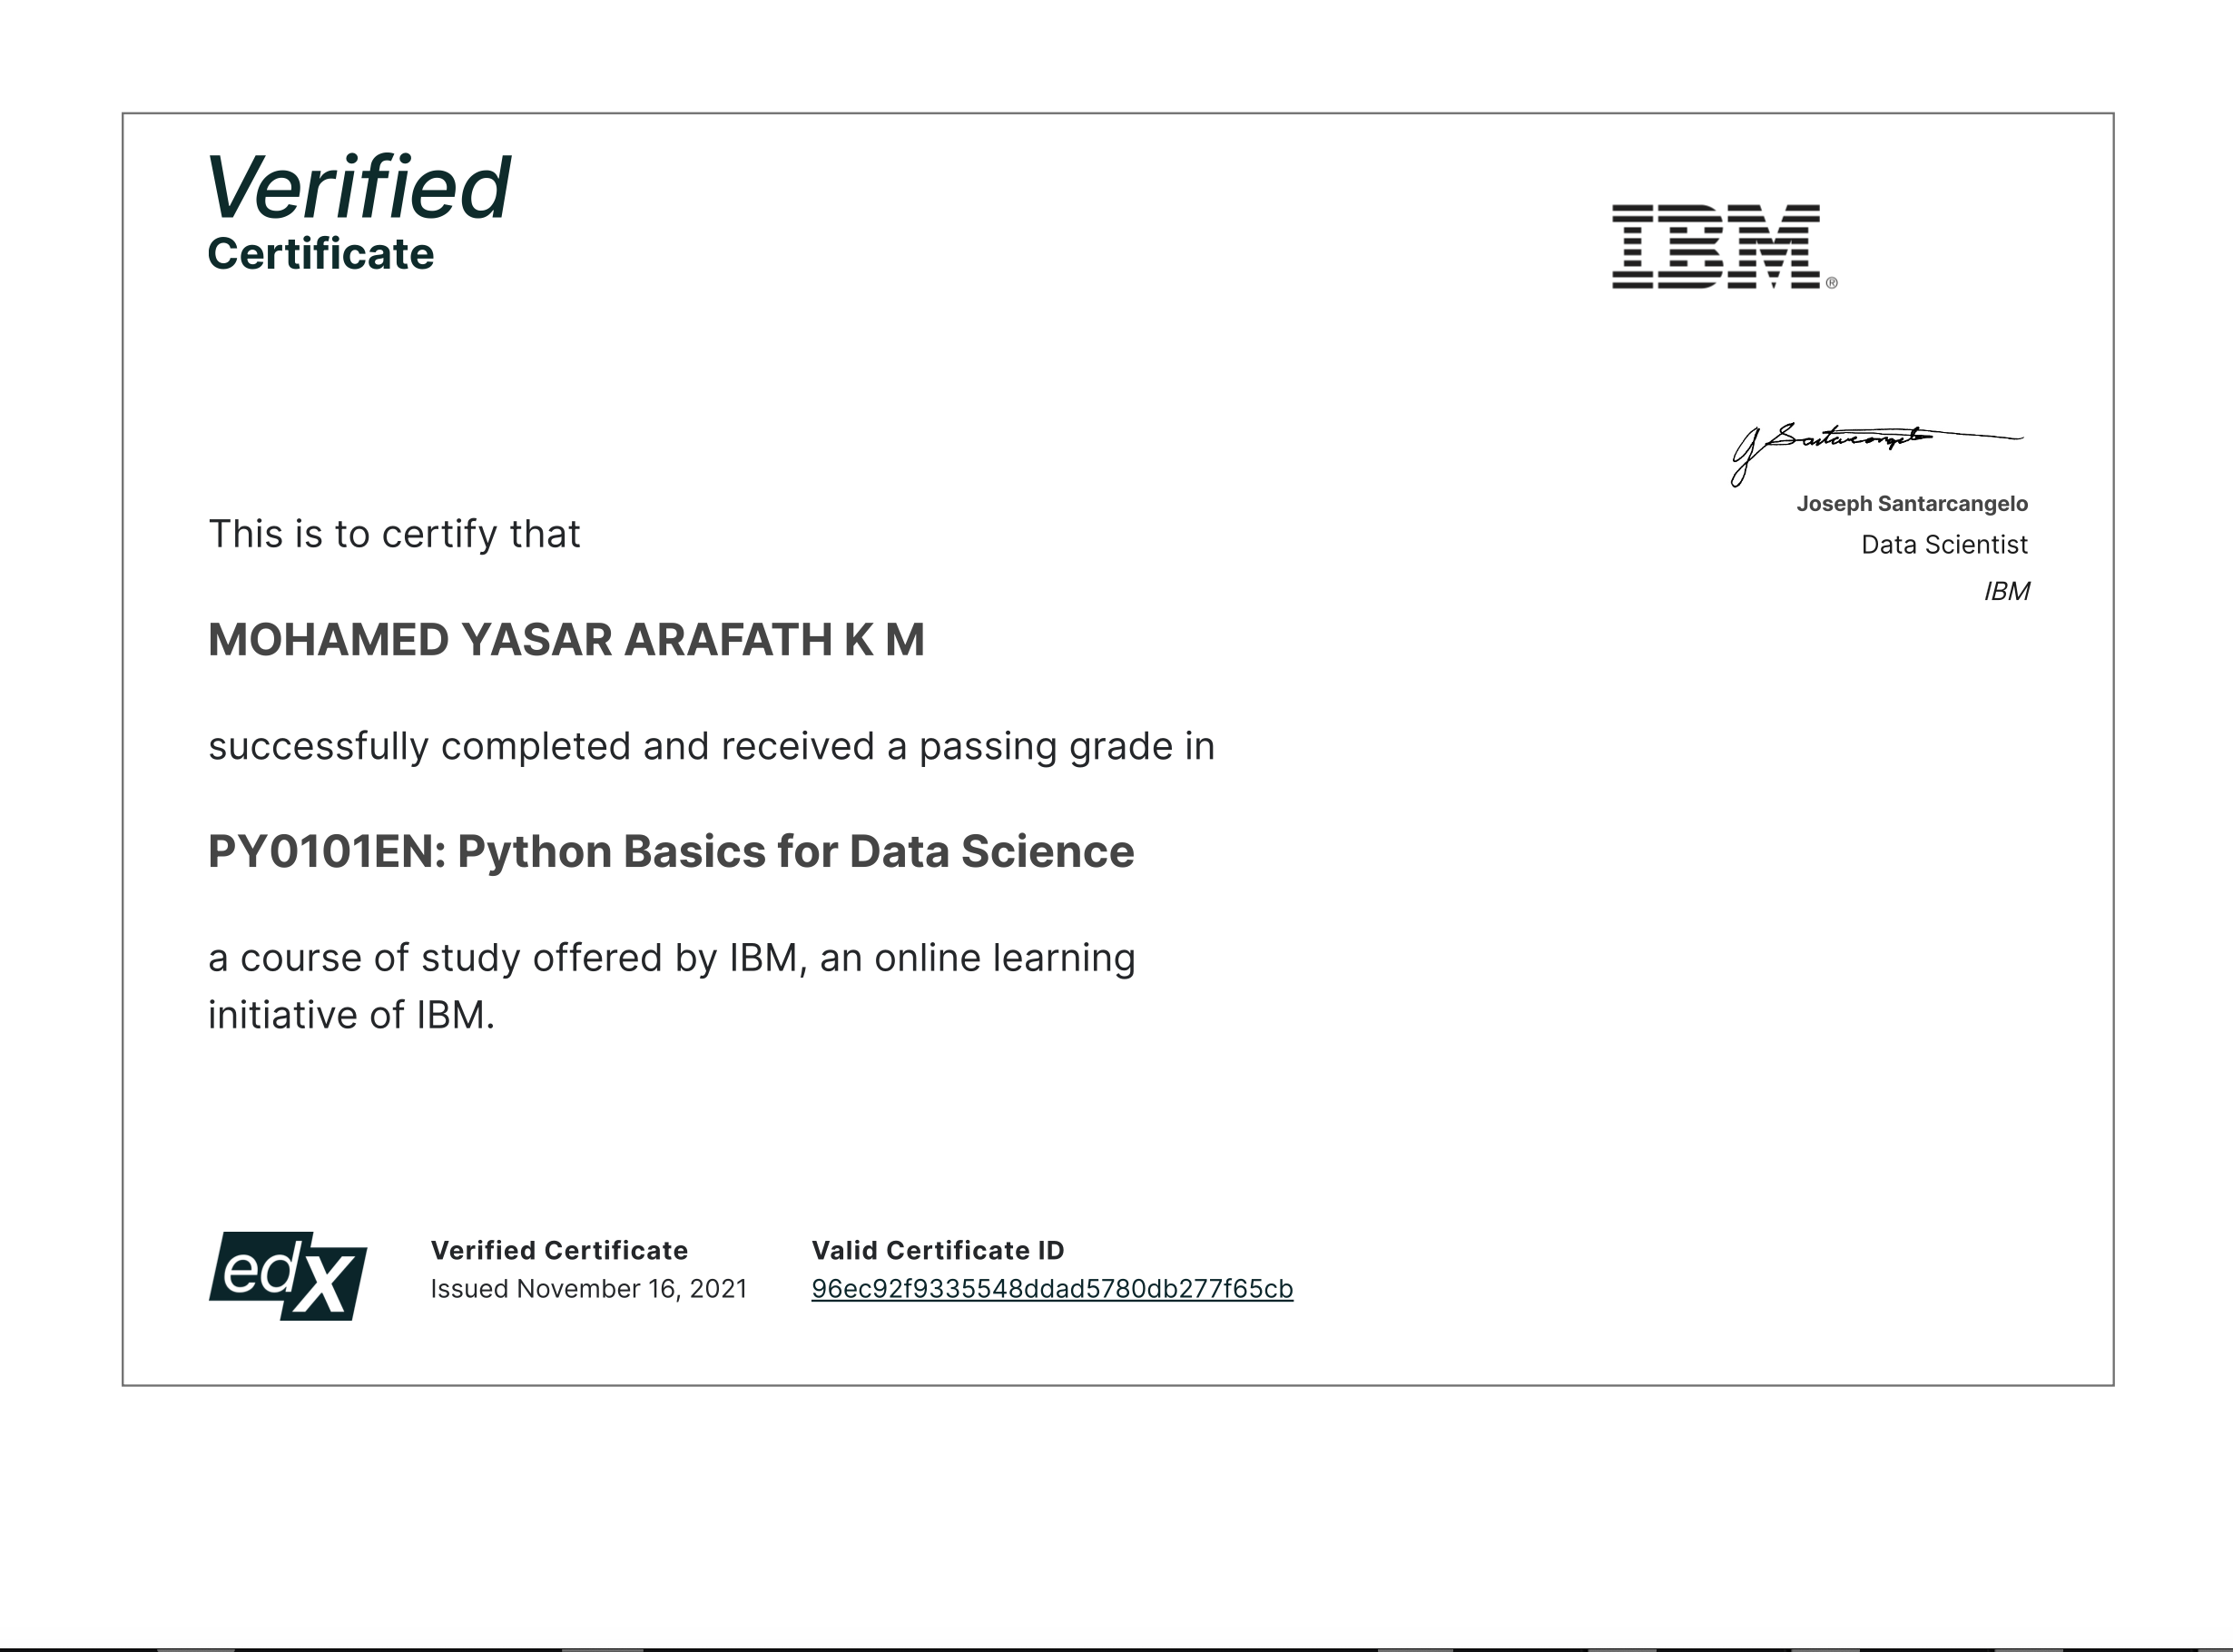 Verified
Certificate
IBM®
J Santarcangelo
Joseph Santarcangelo
Data Scientist
IBM
This is to certify that
MOHAMED YASAR ARAFATH K M
successfully completed and received a passing grade in
PY0101EN: Python Basics for Data Science
a course of study offered by IBM, an online learning
initiative of IBM.
edX
Verified Certificate
Issued November 16, 2021
Valid Certificate ID
96ec92f9335548ddad5780db277f65cb